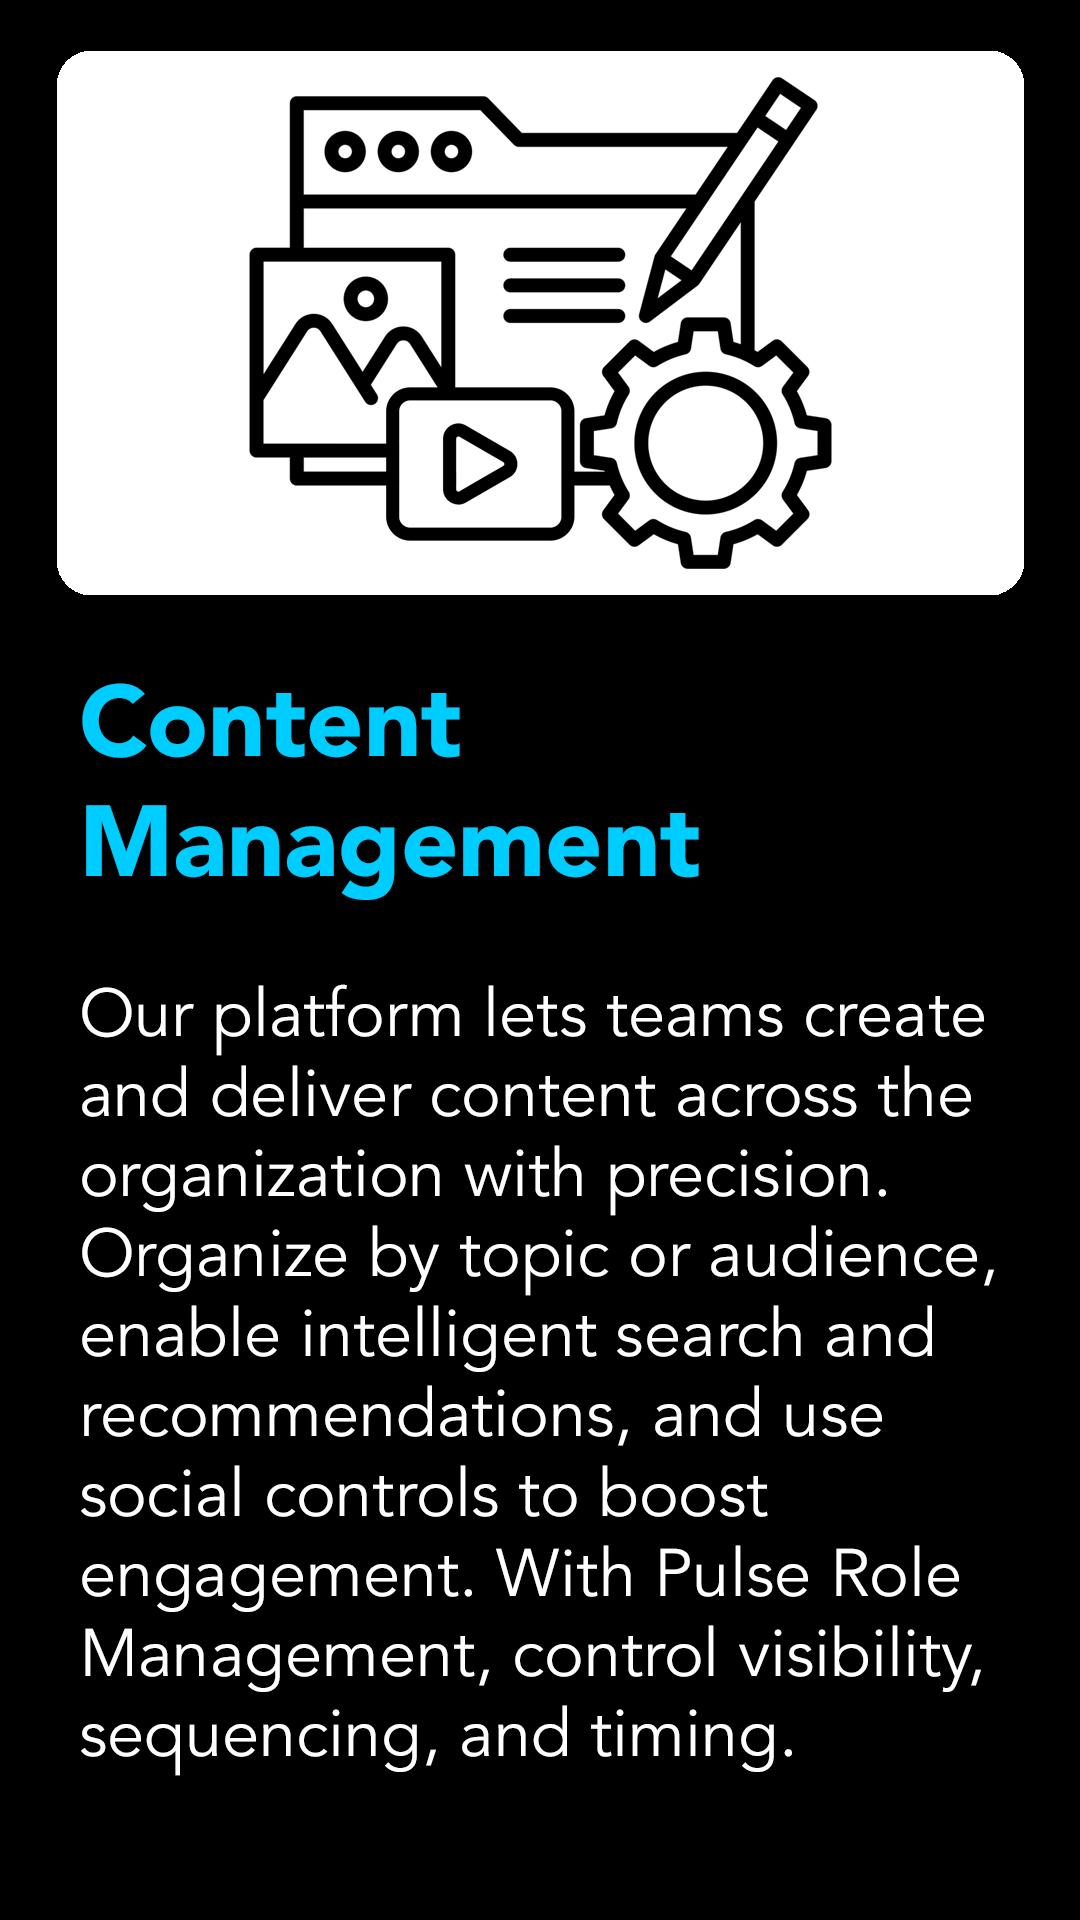 Content
Management
Our platform lets teams create
and deliver content across the
organization with precision.
Organize by topic or audience,
enable intelligent search and
recommendations, and use
social controls to boost
engagement. With Pulse Role
Management, control visibility,
sequencing, and timing.